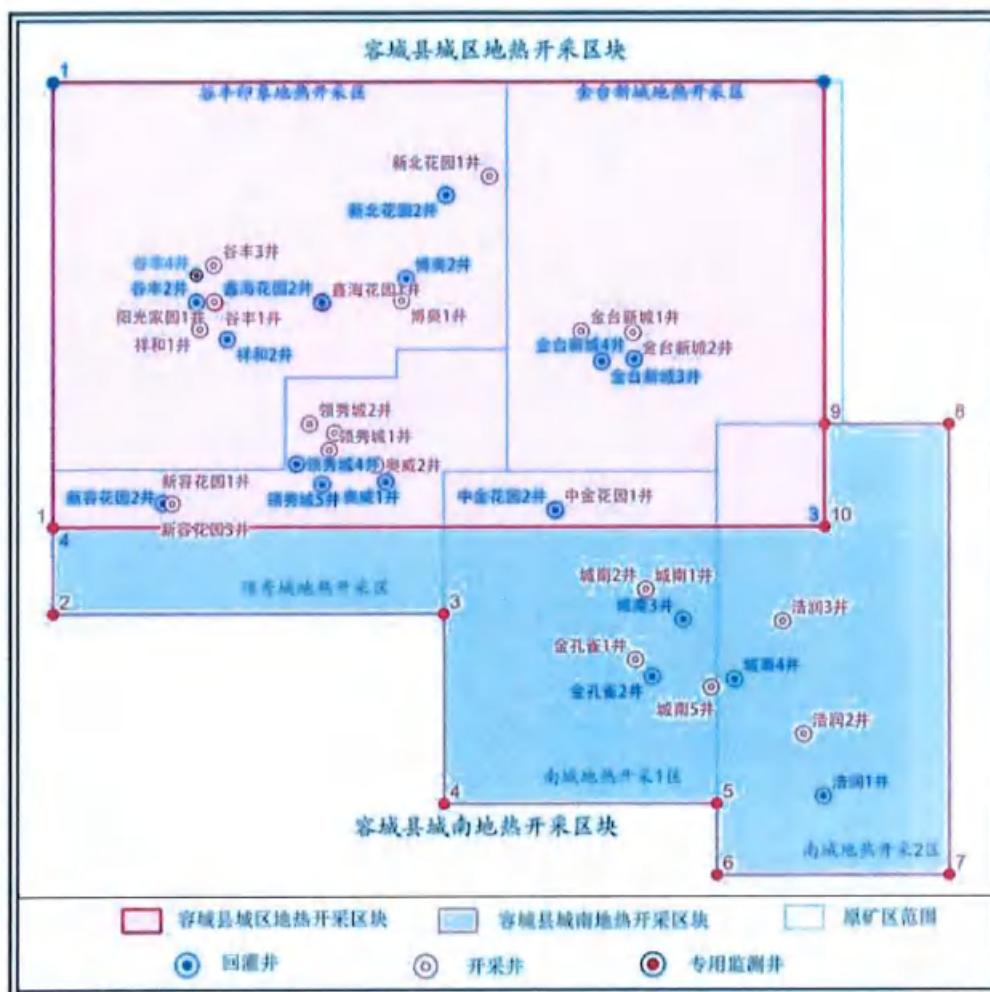 容城县城区地热开采区块
1
谷丰印墓地热开采区
金台新城地热开采区
新北花园1井
新北花园2井
谷丰3井
谷丰4井
博奥2井
谷丰2井
鑫海花园2井
鑫海花园1井
阳光家园1井
谷丰1井
博奥1井
祥和1井
祥和2井
金台新城1井
金台新城4井
金台新城2井
金台新城3井
9
8
领秀城2井
领秀城1井
领秀城4井
奥威2井
新容花园1井
新容花园2井
领秀城5井
奥威1井
中金花园2井
中金花园1井
新容花园3井
1
4
3
10
领秀城地热开采区
城南2井
城南1井
2
3
城南3井
浩润3井
金孔雀1井
城南4井
金孔雀2井
城南5井
浩润2井
南城地热开采1区
浩润1井
4
5
容城县城南地热开采区块
南城地热开采2区
6
7
容城县城区地热开采区块
容城县城南地热开采区块
原矿区范围
回灌井
开采井
专用监测井